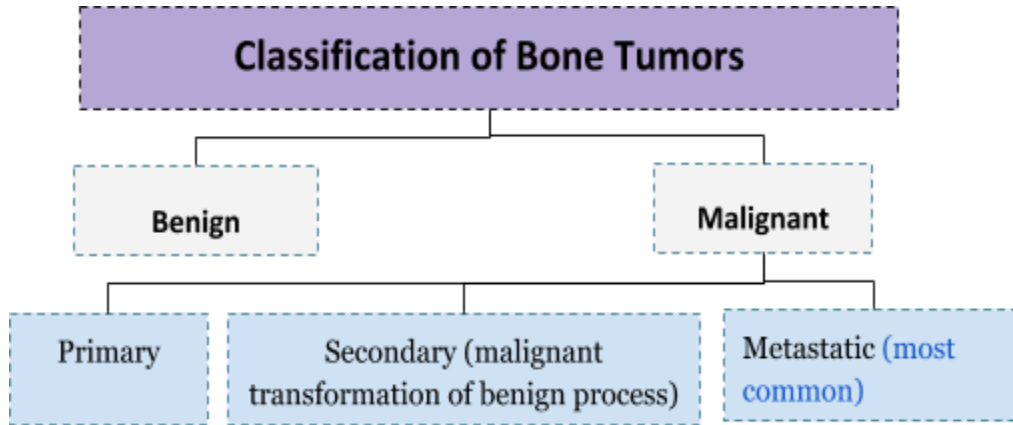 Classification of Bone Tumors
Benign
Malignant
Primary
Secondary (malignant
transformation of benign process)
Metastatic (most
common)